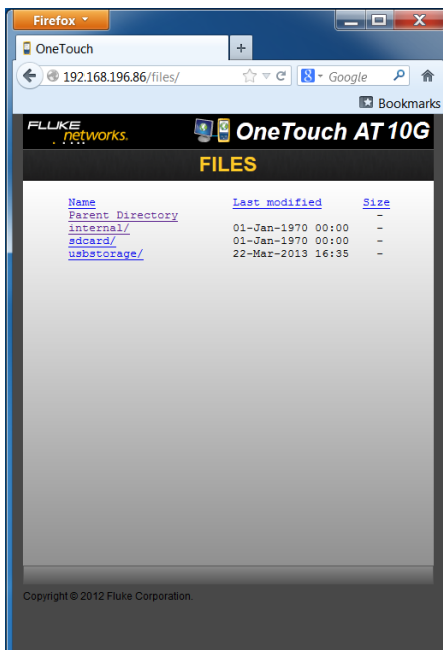 Firefox
OneTouch
192.168.196.86/files/
Google
Bookmarks
FLUKE networks.
OneTouch AT 10G
FILES
Name Last modified Size
Parent Directory -
internal/ 01-Jan-1970 00:00 -
sdcard/ 01-Jan-1970 00:00 -
usbstorage/ 22-Mar-2013 16:35 -
Copyright © 2012 Fluke Corporation.